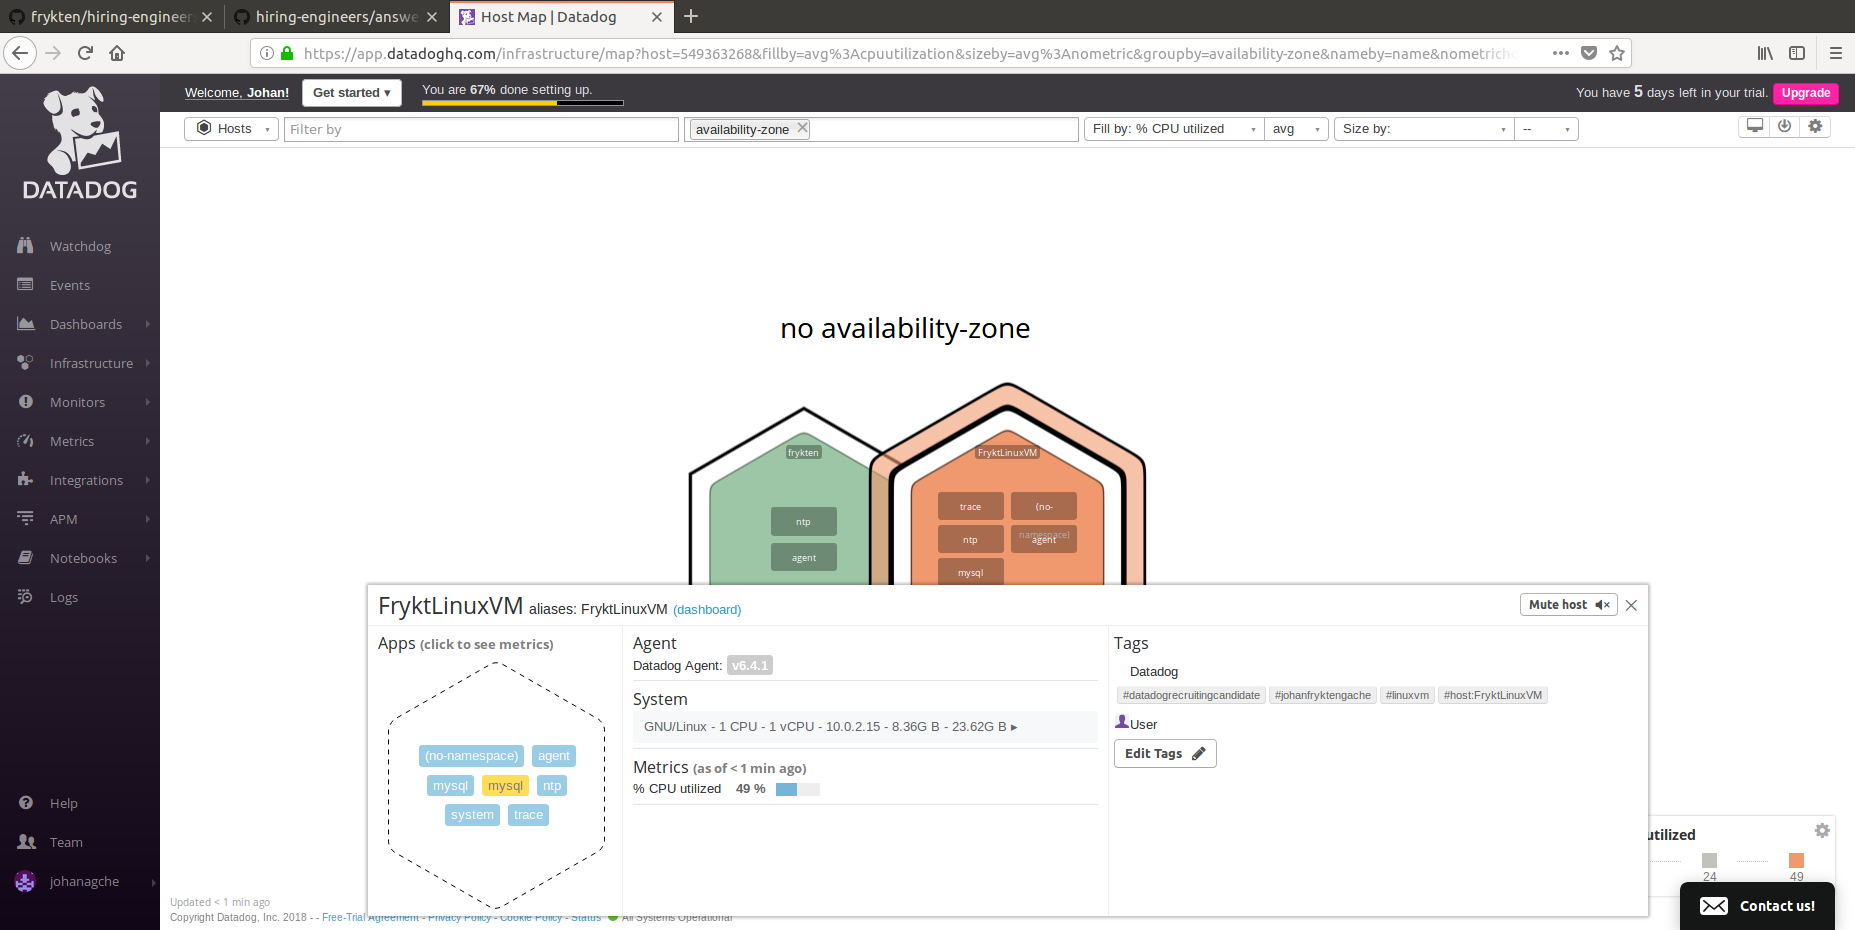 frykten/hiring-engineer
hiring-engineers/answe
Host Map | Datadog
https://app.datadoghq.com/infrastructure/map?host=549363268&fillby=avg%3Acpuutilization&sizeby=avg%3Anometric&groupby=availability-zone&nameby=name&nometrich
DATADOG
Watchdog
Events
Dashboards
Infrastructure
Monitors
Metrics
Integrations
APM
Notebooks
Logs
Help
Team
johanagche
Welcome, Johan!
Get started ▾
You are 67% done setting up.
You have 5 days left in your trial.
Upgrade
Hosts
Filter by
availability-zone
Fill by: % CPU utilized
avg
Size by:
--
no availability-zone
frykten
ntp
agent
FryktLinuxVM
trace
(no-namespace)
ntp
agent
mysql
FryktLinuxVM aliases: FryktLinuxVM (dashboard)
Mute host
Apps (click to see metrics)
(no-namespace)
agent
mysql
mysql
ntp
system
trace
Agent
Datadog Agent: v6.4.1
System
GNU/Linux - 1 CPU - 1 vCPU - 10.0.2.15 - 8.36G B - 23.62G B ▸
Metrics (as of < 1 min ago)
% CPU utilized 49 %
Tags
Datadog
#datadogrecruitingcandidate #johanfryktengache #linuxvm #host:FryktLinuxVM
User
Edit Tags
utilized
24
49
Contact us!
Updated < 1 min ago
Copyright Datadog, Inc. 2018 - - Free-Trial Agreement - Privacy Policy - Cookie Policy - Status All Systems Operational